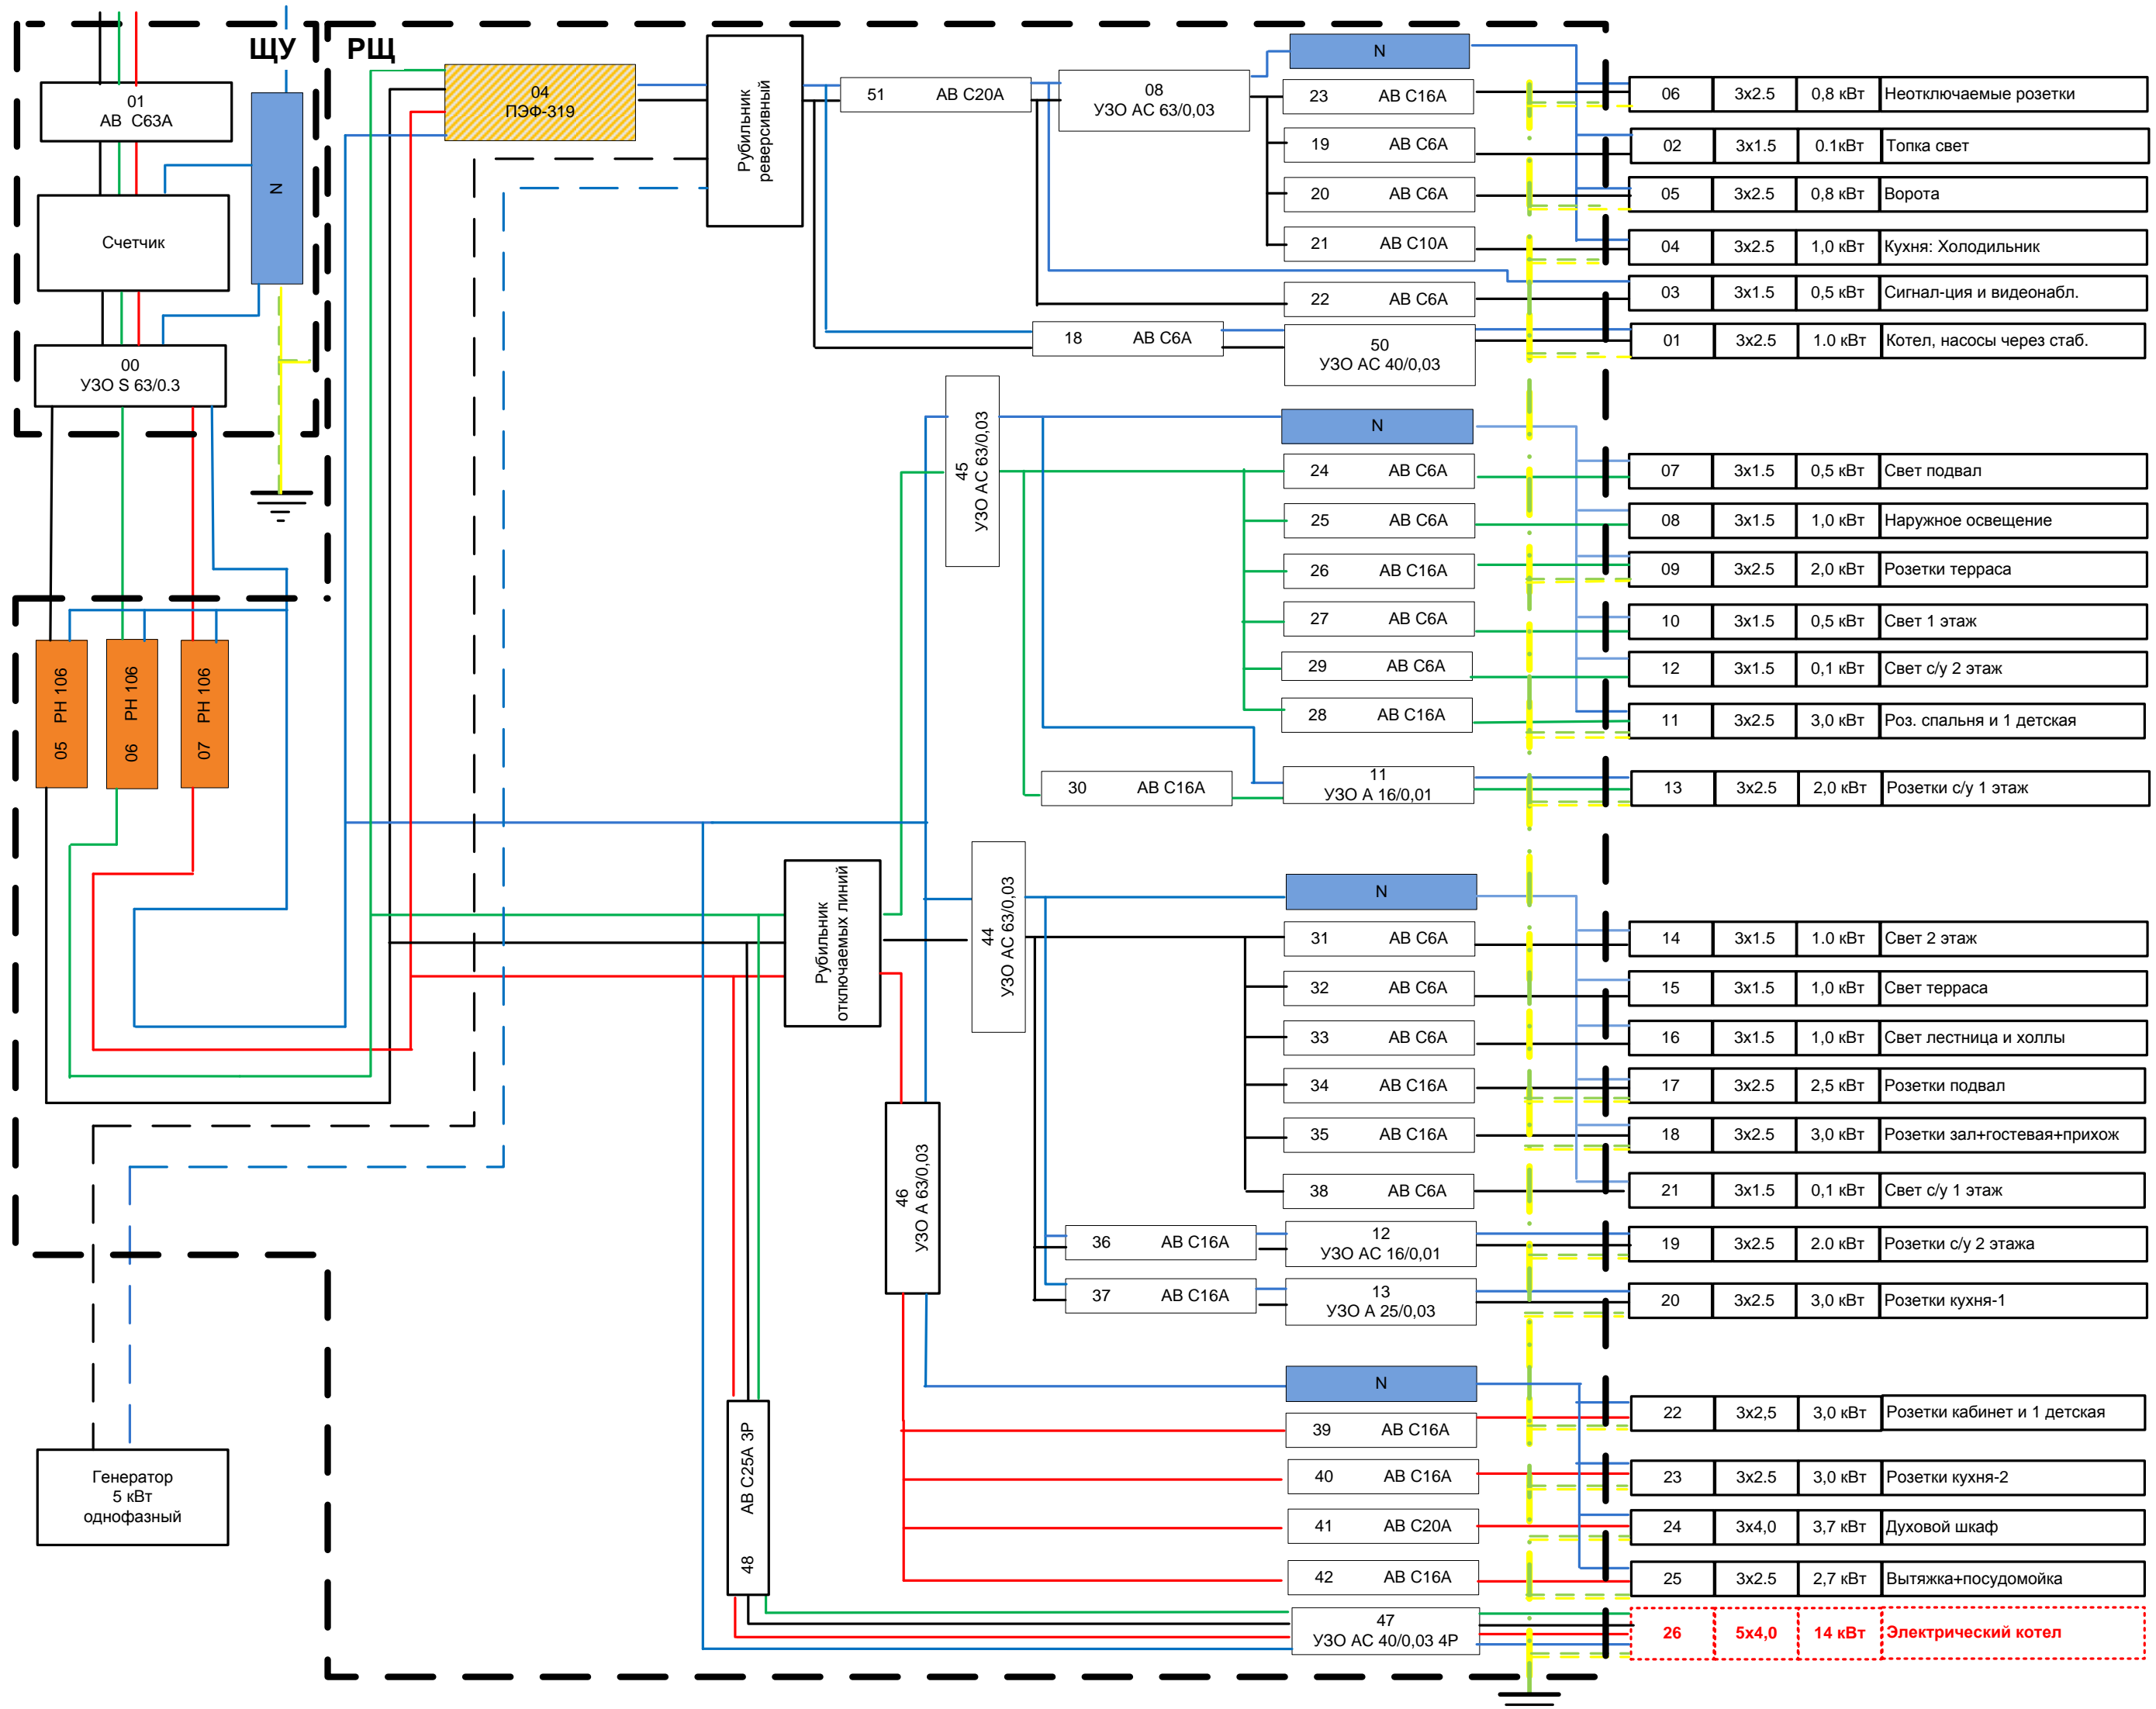 ЩУ
РЩ
01
АВ С63А
Счетчик
N
00
УЗО S 63/0.3
05 РН 106
06 РН 106
07 РН 106
Генератор
5 кВт
однофазный
04
ПЭФ-319
Рубильник
реверсивный
51 АВ С20А
08
УЗО АС 63/0,03
N
23 АВ С16А
19 АВ С6А
20 АВ С6А
21 АВ С10А
22 АВ С6А
18 АВ С6А
50
УЗО АС 40/0,03
06 3х2.5 0,8 кВт Неотключаемые розетки
02 3х1.5 0.1кВт Топка свет
05 3х2.5 0,8 кВт Ворота
04 3х2.5 1,0 кВт Кухня: Холодильник
03 3х1.5 0,5 кВт Сигнал-ция и видеонабл.
01 3х2.5 1.0 кВт Котел, насосы через стаб.
45
УЗО АС 63/0,03
N
24 АВ С6А
25 АВ С6А
26 АВ С16А
27 АВ С6А
29 АВ С6А
28 АВ С16А
30 АВ С16А
11
УЗО А 16/0,01
07 3х1.5 0,5 кВт Свет подвал
08 3х1.5 1,0 кВт Наружное освещение
09 3х2.5 2,0 кВт Розетки терраса
10 3х1.5 0,5 кВт Свет 1 этаж
12 3х1.5 0,1 кВт Свет с/у 2 этаж
11 3х2.5 3,0 кВт Роз. спальня и 1 детская
13 3х2.5 2,0 кВт Розетки с/у 1 этаж
Рубильник
отключаемых линий
44
УЗО АС 63/0,03
N
31 АВ С6А
32 АВ С6А
33 АВ С6А
34 АВ С16А
35 АВ С16А
38 АВ С6А
36 АВ С16А
12
УЗО АС 16/0,01
37 АВ С16А
13
УЗО А 25/0,03
14 3х1.5 1.0 кВт Свет 2 этаж
15 3х1.5 1,0 кВт Свет терраса
16 3х1.5 1,0 кВт Свет лестница и холлы
17 3х2.5 2,5 кВт Розетки подвал
18 3х2.5 3,0 кВт Розетки зал+гостевая+прихож
21 3х1.5 0,1 кВт Свет с/у 1 этаж
19 3х2.5 2.0 кВт Розетки с/у 2 этажа
20 3х2.5 3,0 кВт Розетки кухня-1
46
УЗО А 63/0,03
48 АВ С25А 3Р
N
39 АВ С16А
40 АВ С16А
41 АВ С20А
42 АВ С16А
47
УЗО АС 40/0,03 4Р
22 3х2,5 3,0 кВт Розетки кабинет и 1 детская
23 3х2.5 3,0 кВт Розетки кухня-2
24 3х4,0 3,7 кВт Духовой шкаф
25 3х2.5 2,7 кВт Вытяжка+посудомойка
26 5х4,0 14 кВт Электрический котел